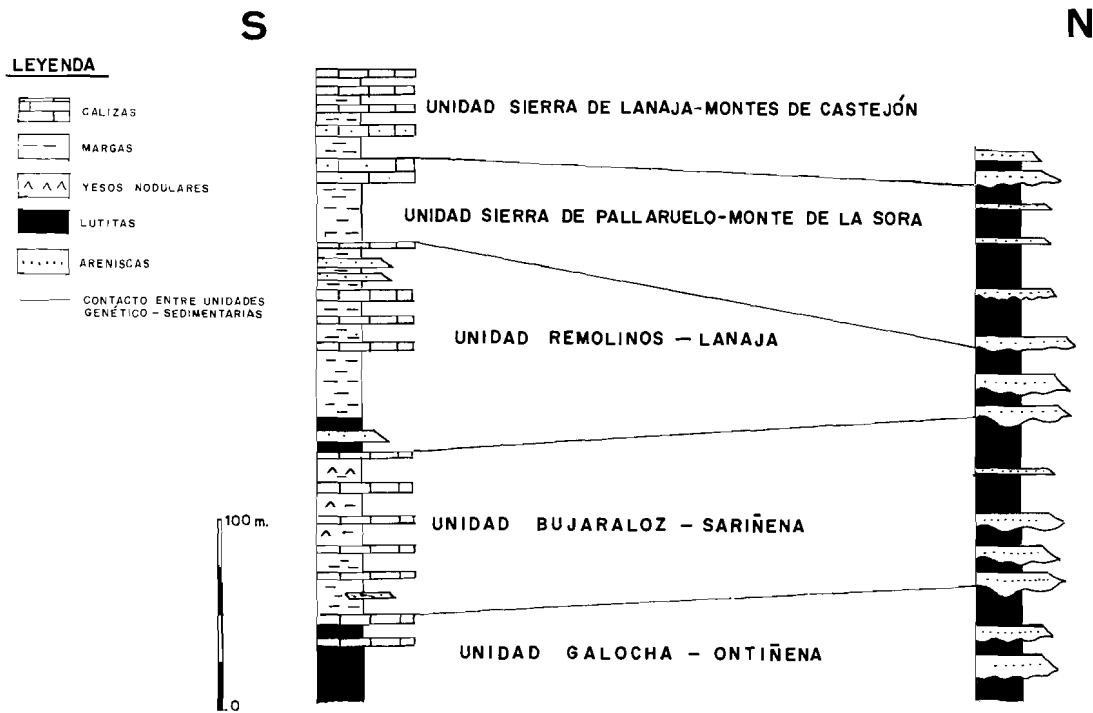 S
N
LEYENDA
CALIZAS
MARGAS
YESOS NODULARES
LUTITAS
ARENISCAS
CONTACTO ENTRE UNIDADES
GENÉTICO – SEDIMENTARIAS
UNIDAD SIERRA DE LANAJA-MONTES DE CASTEJÓN
UNIDAD SIERRA DE PALLARUELO-MONTE DE LA SORA
UNIDAD REMOLINOS – LANAJA
UNIDAD BUJARALOZ – SARIÑENA
UNIDAD GALOCHA – ONTIÑENA
100 m.
0